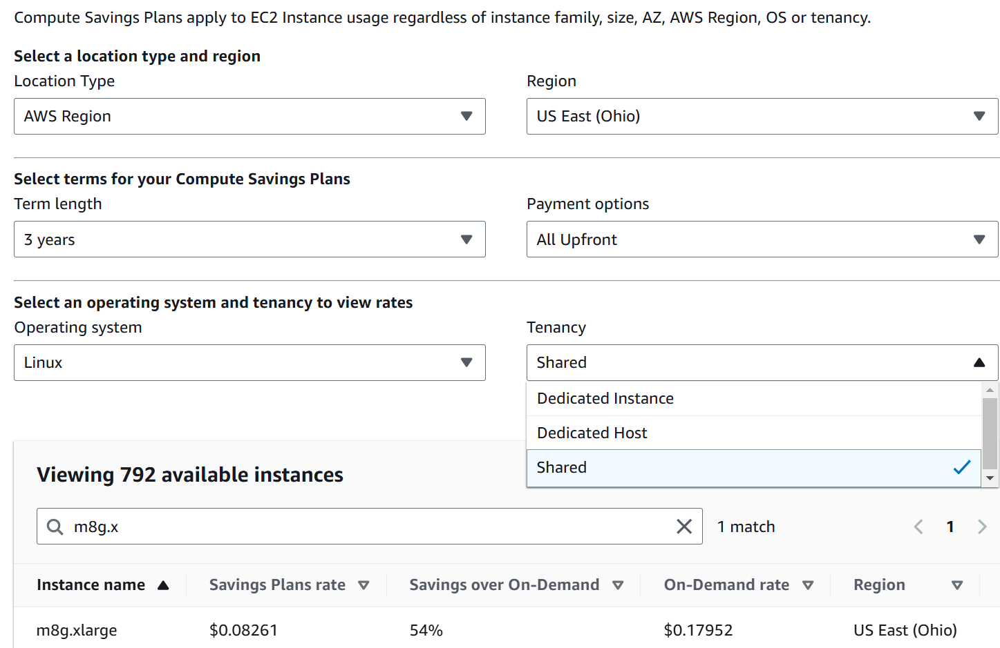 Compute Savings Plans apply to EC2 Instance usage regardless of instance family, size, AZ, AWS Region, OS or tenancy.
Select a location type and region
Location Type
Region
AWS Region
US East (Ohio)
Select terms for your Compute Savings Plans
Term length
Payment options
3 years
All Upfront
Select an operating system and tenancy to view rates
Operating system
Tenancy
Linux
Shared
Dedicated Instance
Dedicated Host
Shared
Viewing 792 available instances
m8g.x
1 match
1
Instance name Savings Plans rate Savings over On-Demand On-Demand rate Region
m8g.xlarge $0.08261 54% $0.17952 US East (Ohio)